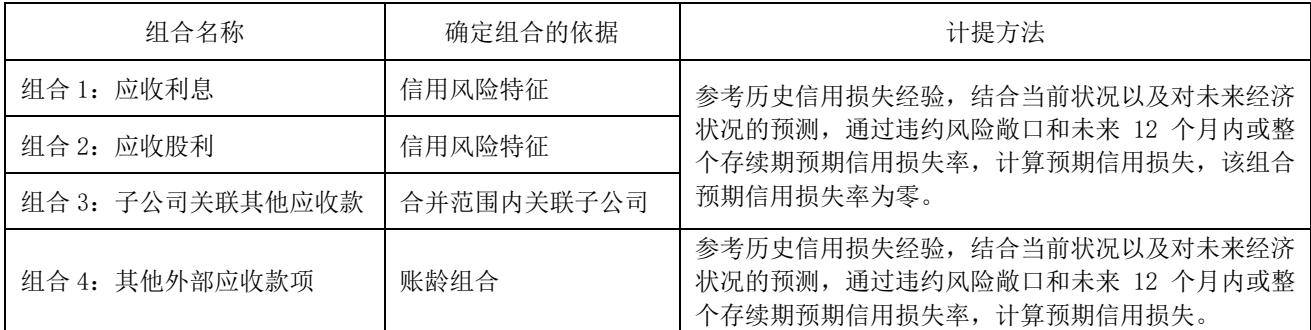 组合名称 确定组合的依据 计提方法
组合 1：应收利息 信用风险特征
组合 2：应收股利 信用风险特征
组合 3：子公司关联其他应收款 合并范围内关联子公司
参考历史信用损失经验，结合当前状况以及对未来经济
状况的预测，通过违约风险敞口和未来 12 个月内或整
个存续期预期信用损失率，计算预期信用损失，该组合
预期信用损失率为零。
组合 4：其他外部应收款项 账龄组合
参考历史信用损失经验，结合当前状况以及对未来经济
状况的预测，通过违约风险敞口和未来 12 个月内或整
个存续期预期信用损失率，计算预期信用损失。